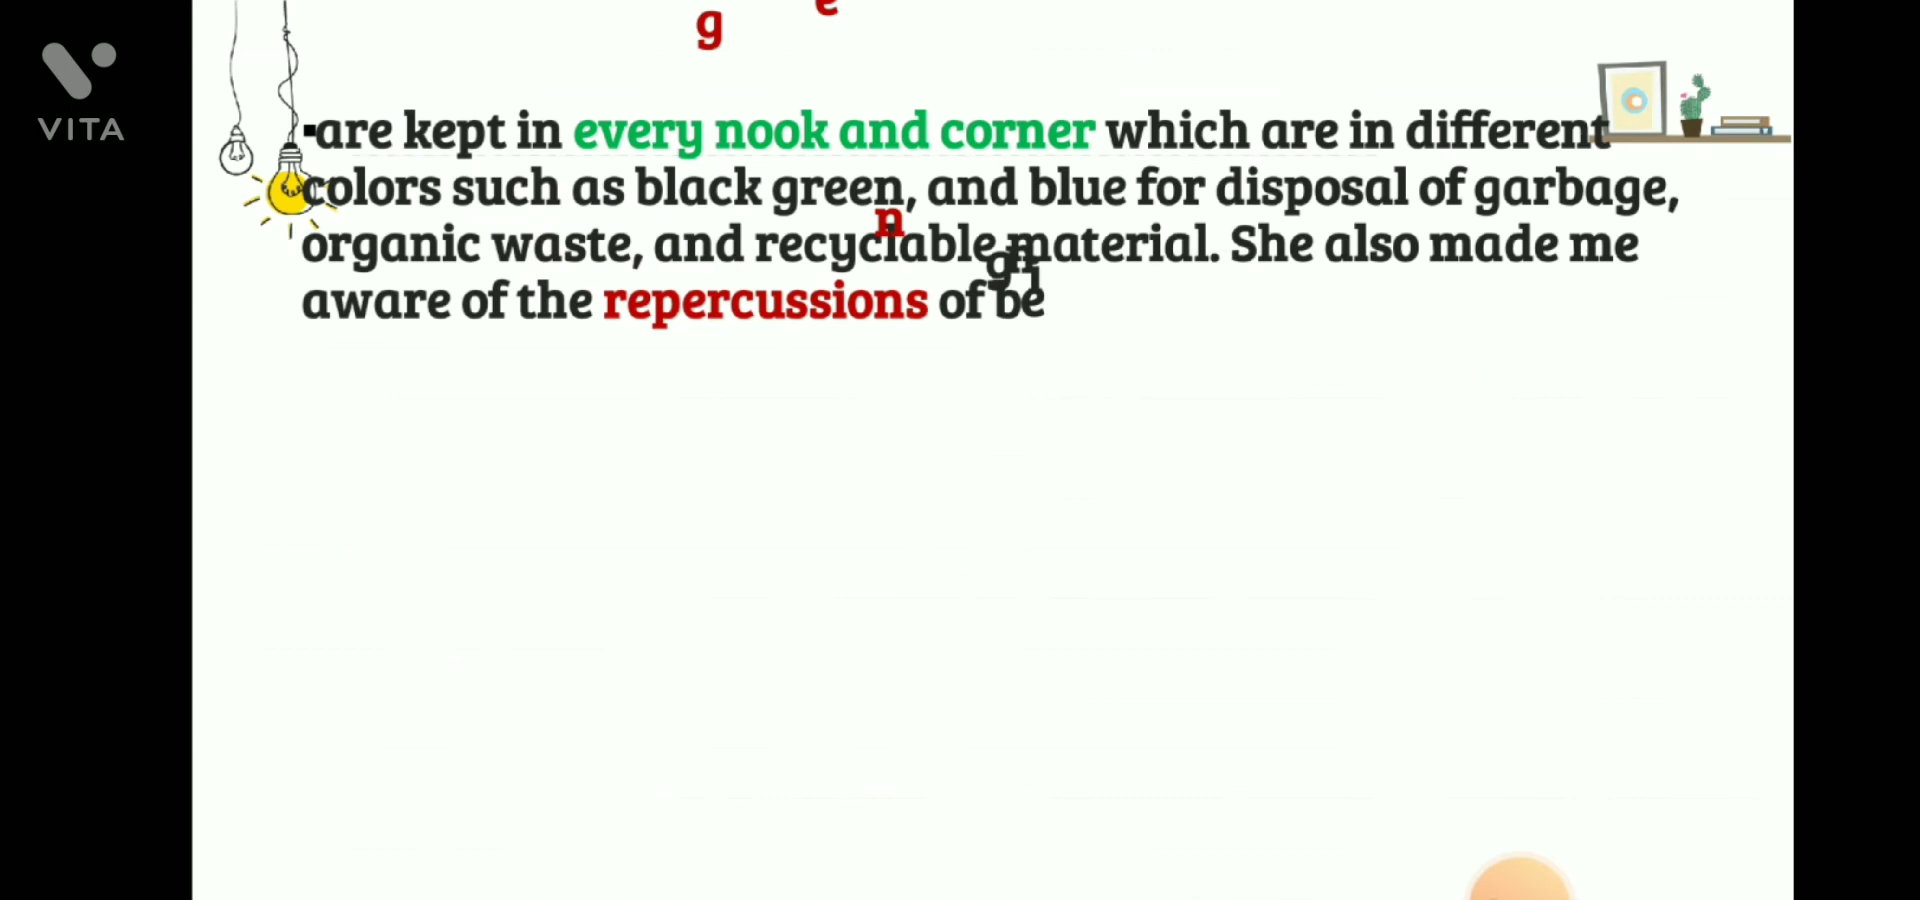 VITA
▪are kept in every nook and corner which are in different
colors such as black green, and blue for disposal of garbage,
organic waste, and recyclable material. She also made me
aware of the repercussions of be